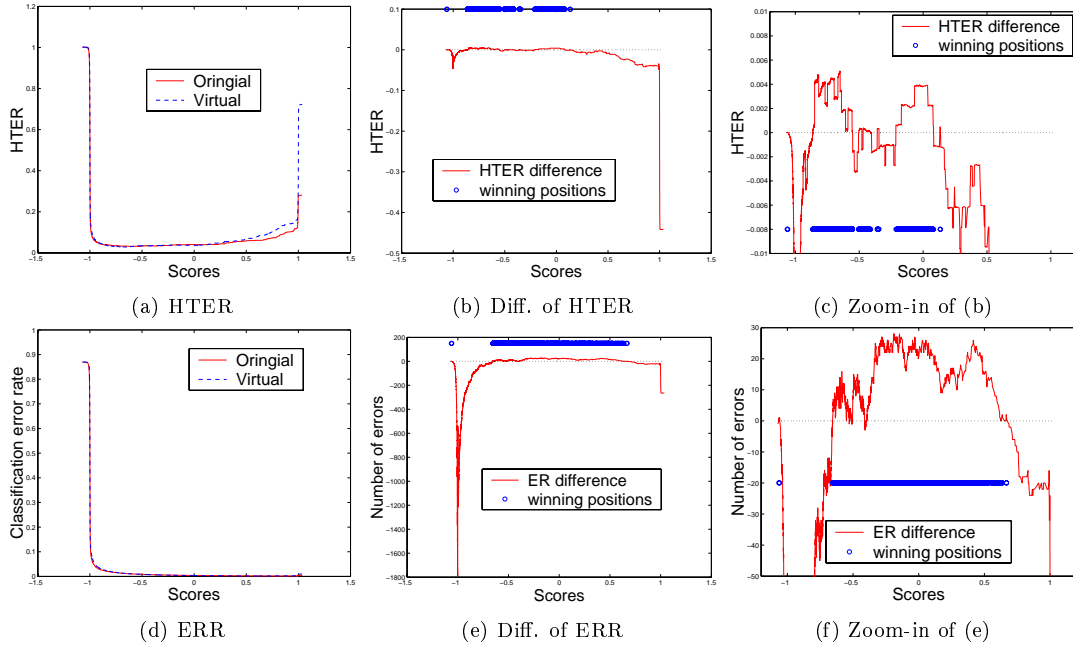 1.2
1
0.8
0.6
0.4
0.2
0
HTER
Oringial
Virtual
-1.5 -1 -0.5 0 0.5 1 1.5
Scores
(a) HTER
0.1
0
-0.1
-0.2
-0.3
-0.4
-0.5
HTER
HTER difference
winning positions
-1.5 -1 -0.5 0 0.5 1 1.5
Scores
(b) Diff. of HTER
0.01
0.008
0.006
0.004
0.002
0
-0.002
-0.004
-0.006
-0.008
-0.01
HTER
HTER difference
winning positions
-1 -0.5 0 0.5 1
Scores
(c) Zoom-in of (b)
1
0.9
0.8
0.7
0.6
0.5
0.4
0.3
0.2
0.1
0
Classification error rate
Oringial
Virtual
-1.5 -1 -0.5 0 0.5 1 1.5
Scores
(d) ERR
200
0
-200
-400
-600
-800
-1000
-1200
-1400
-1600
-1800
Number of errors
ER difference
winning positions
-1.5 -1 -0.5 0 0.5 1 1.5
Scores
(e) Diff. of ERR
30
20
10
0
-10
-20
-30
-40
-50
Number of errors
ER difference
winning positions
-1 -0.5 0 0.5 1
Scores
(f) Zoom-in of (e)